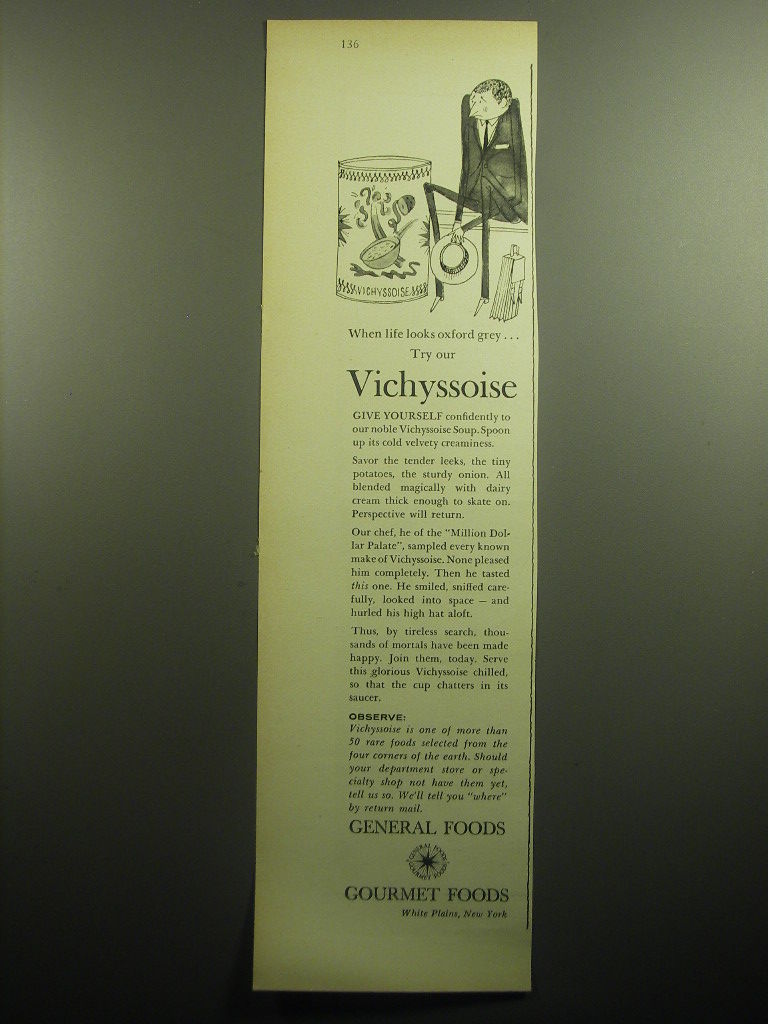 136
VICHYSSOISE
When life looks oxford grey . . .
Try our
Vichyssoise
GIVE YOURSELF confidently to
our noble Vichyssoise Soup. Spoon
up its cold velvety creaminess.
Savor the tender leeks, the tiny
potatoes, the sturdy onion. All
blended magically with dairy
cream thick enough to skate on.
Perspective will return.
Our chef, he of the "Million Dol-
lar Palate", sampled every known
make of Vichyssoise. None pleased
him completely. Then he tasted
this one. He smiled, sniffed care-
fully, looked into space — and
hurled his high hat aloft.
Thus, by tireless search, thou-
sands of mortals have been made
happy. Join them, today. Serve
this glorious Vichyssoise chilled,
so that the cup chatters in its
saucer.
OBSERVE:
Vichyssoise is one of more than
50 rare foods selected from the
four corners of the earth. Should
your department store or spe-
cialty shop not have them yet,
tell us so. We'll tell you "where"
by return mail.
GENERAL FOODS
GENERAL FOODS
GOURMET FOODS
GOURMET FOODS
White Plains, New York